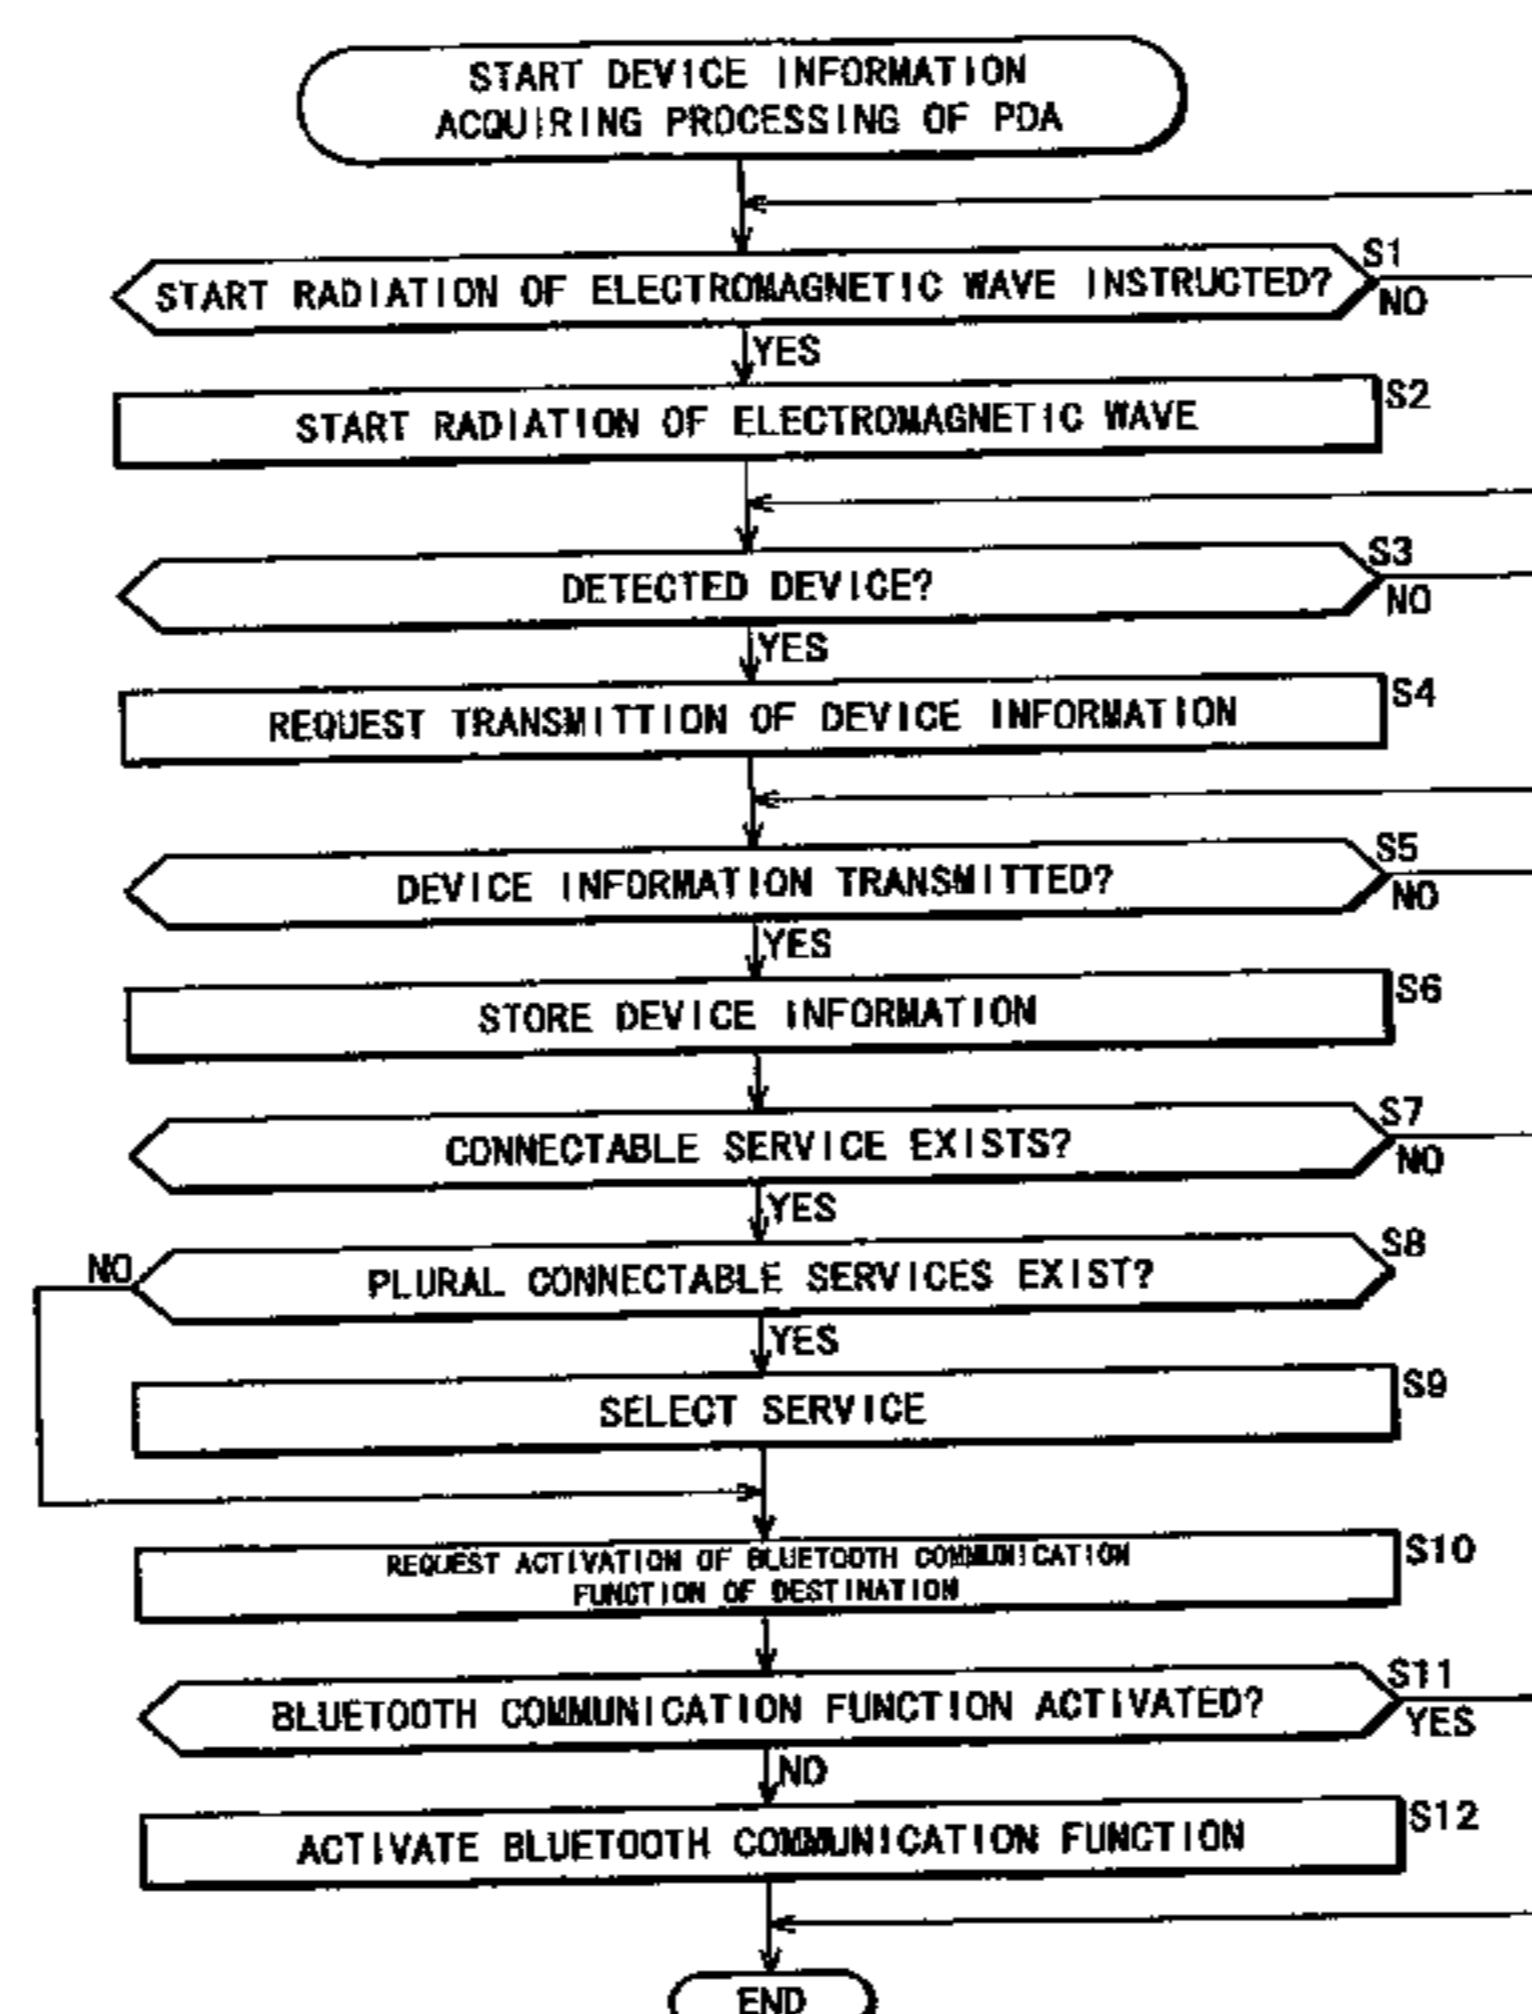 START DEVICE INFORMATION
ACQUIRING PROCESSING OF PDA
START RADIATION OF ELECTROMAGNETIC WAVE INSTRUCTED?
S1
NO
YES
START RADIATION OF ELECTROMAGNETIC WAVE
S2
DETECTED DEVICE?
S3
NO
YES
REQUEST TRANSMITTION OF DEVICE INFORMATION
S4
DEVICE INFORMATION TRANSMITTED?
S5
NO
YES
STORE DEVICE INFORMATION
S6
CONNECTABLE SERVICE EXISTS?
S7
NO
YES
NO
PLURAL CONNECTABLE SERVICES EXIST?
S8
YES
SELECT SERVICE
S9
REQUEST ACTIVATION OF BLUETOOTH COMMUNICATION
FUNCTION OF DESTINATION
S10
BLUETOOTH COMMUNICATION FUNCTION ACTIVATED?
S11
YES
NO
ACTIVATE BLUETOOTH COMMUNICATION FUNCTION
S12
END